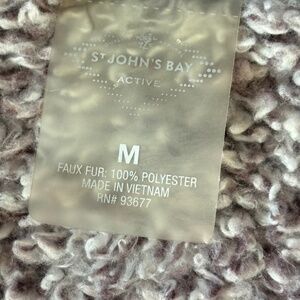 ST JOHN'S BAY
ACTIVE
M
FAUX FUR: 100% POLYESTER
MADE IN VIETNAM
RN# 93677